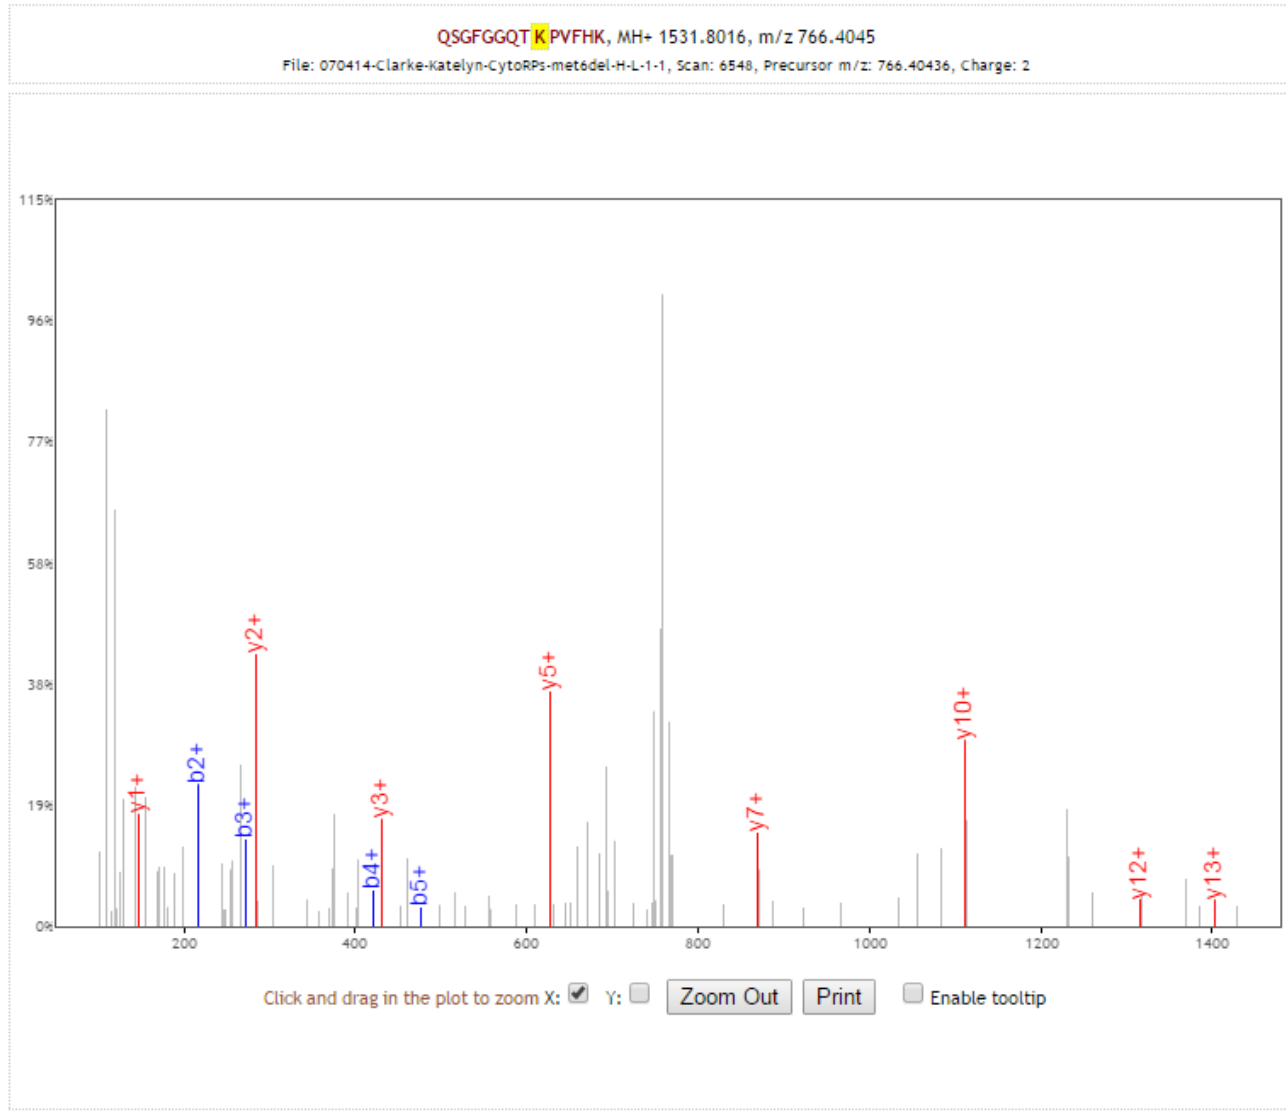 QSGFGGQT K PVFHK, MH+ 1531.8016, m/z 766.4045
File: 070414-Clarke-Katelyn-CytoRPs-met6del-H-L-1-1, Scan: 6548, Precursor m/z: 766.40436, Charge: 2
115%
96%
77%
58%
38%
19%
0%
y1+
b2+
b3+
y2+
b4+
y3+
b5+
y5+
y7+
y10+
y12+
y13+
200 400 600 800 1000 1200 1400
Click and drag in the plot to zoom X: Y: Zoom Out Print Enable tooltip